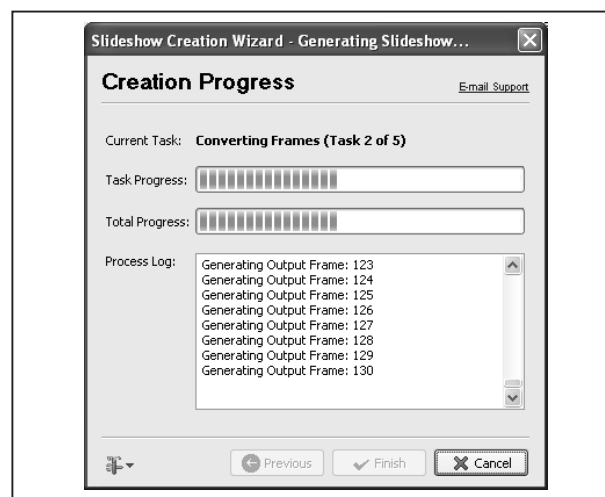 Slideshow Creation Wizard - Generating Slideshow...
Creation Progress
E-mail Support
Current Task: Converting Frames (Task 2 of 5)
Task Progress:
Total Progress:
Process Log:
Generating Output Frame: 123
Generating Output Frame: 124
Generating Output Frame: 125
Generating Output Frame: 126
Generating Output Frame: 127
Generating Output Frame: 128
Generating Output Frame: 129
Generating Output Frame: 130
Previous Finish Cancel